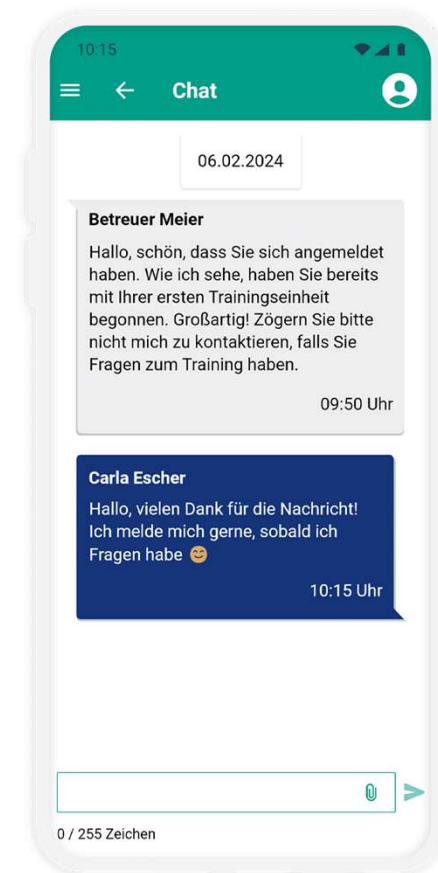 10:15
Chat
06.02.2024
Betreuer Meier
Hallo, schön, dass Sie sich angemeldet
haben. Wie ich sehe, haben Sie bereits
mit Ihrer ersten Trainingseinheit
begonnen. Großartig! Zögern Sie bitte
nicht mich zu kontaktieren, falls Sie
Fragen zum Training haben.
09:50 Uhr
Carla Escher
Hallo, vielen Dank für die Nachricht!
Ich melde mich gerne, sobald ich
Fragen habe 😊
10:15 Uhr
0 / 255 Zeichen